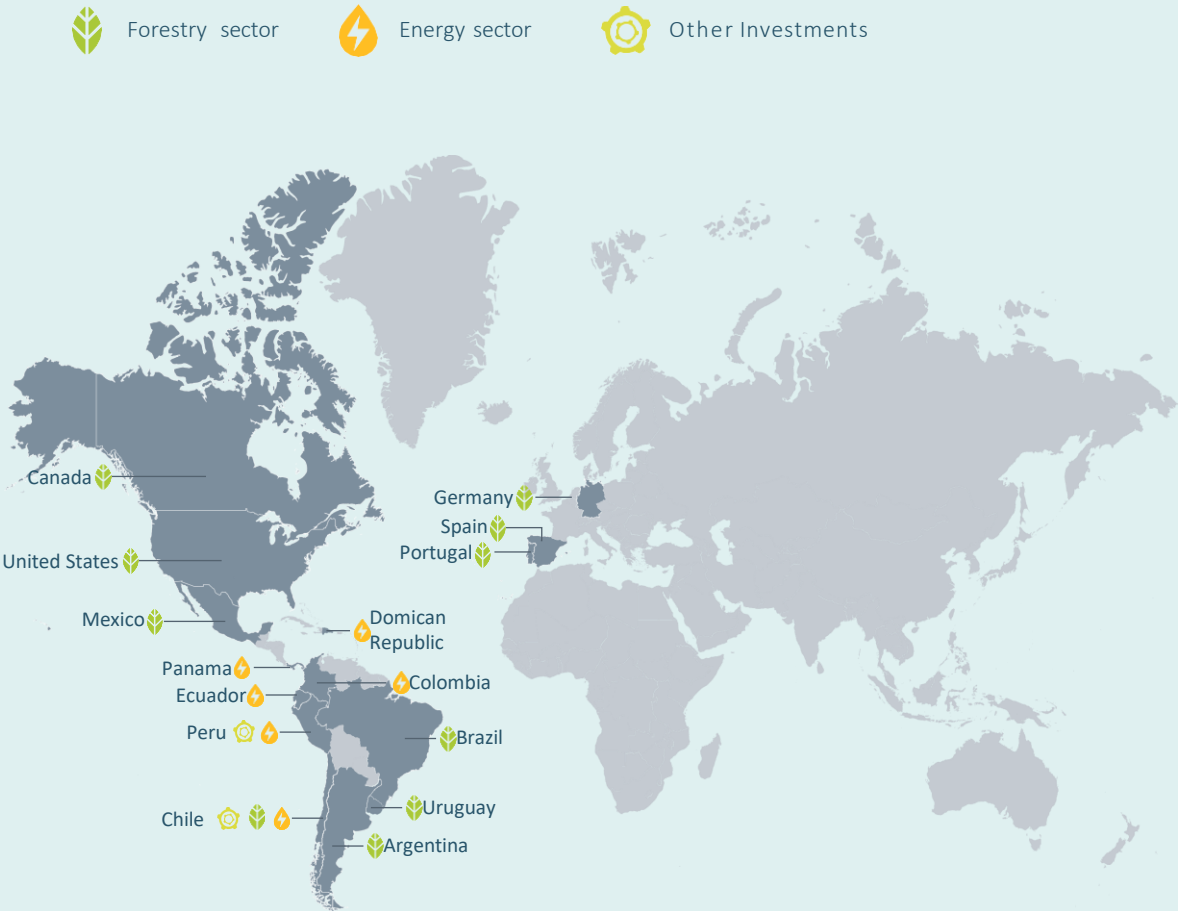 Forestry sector
Energy sector
Other Investments
Canada
Germany
Spain
Portugal
United States
Mexico
Domican
Republic
Panama
Colombia
Ecuador
Peru
Brazil
Chile
Uruguay
Argentina